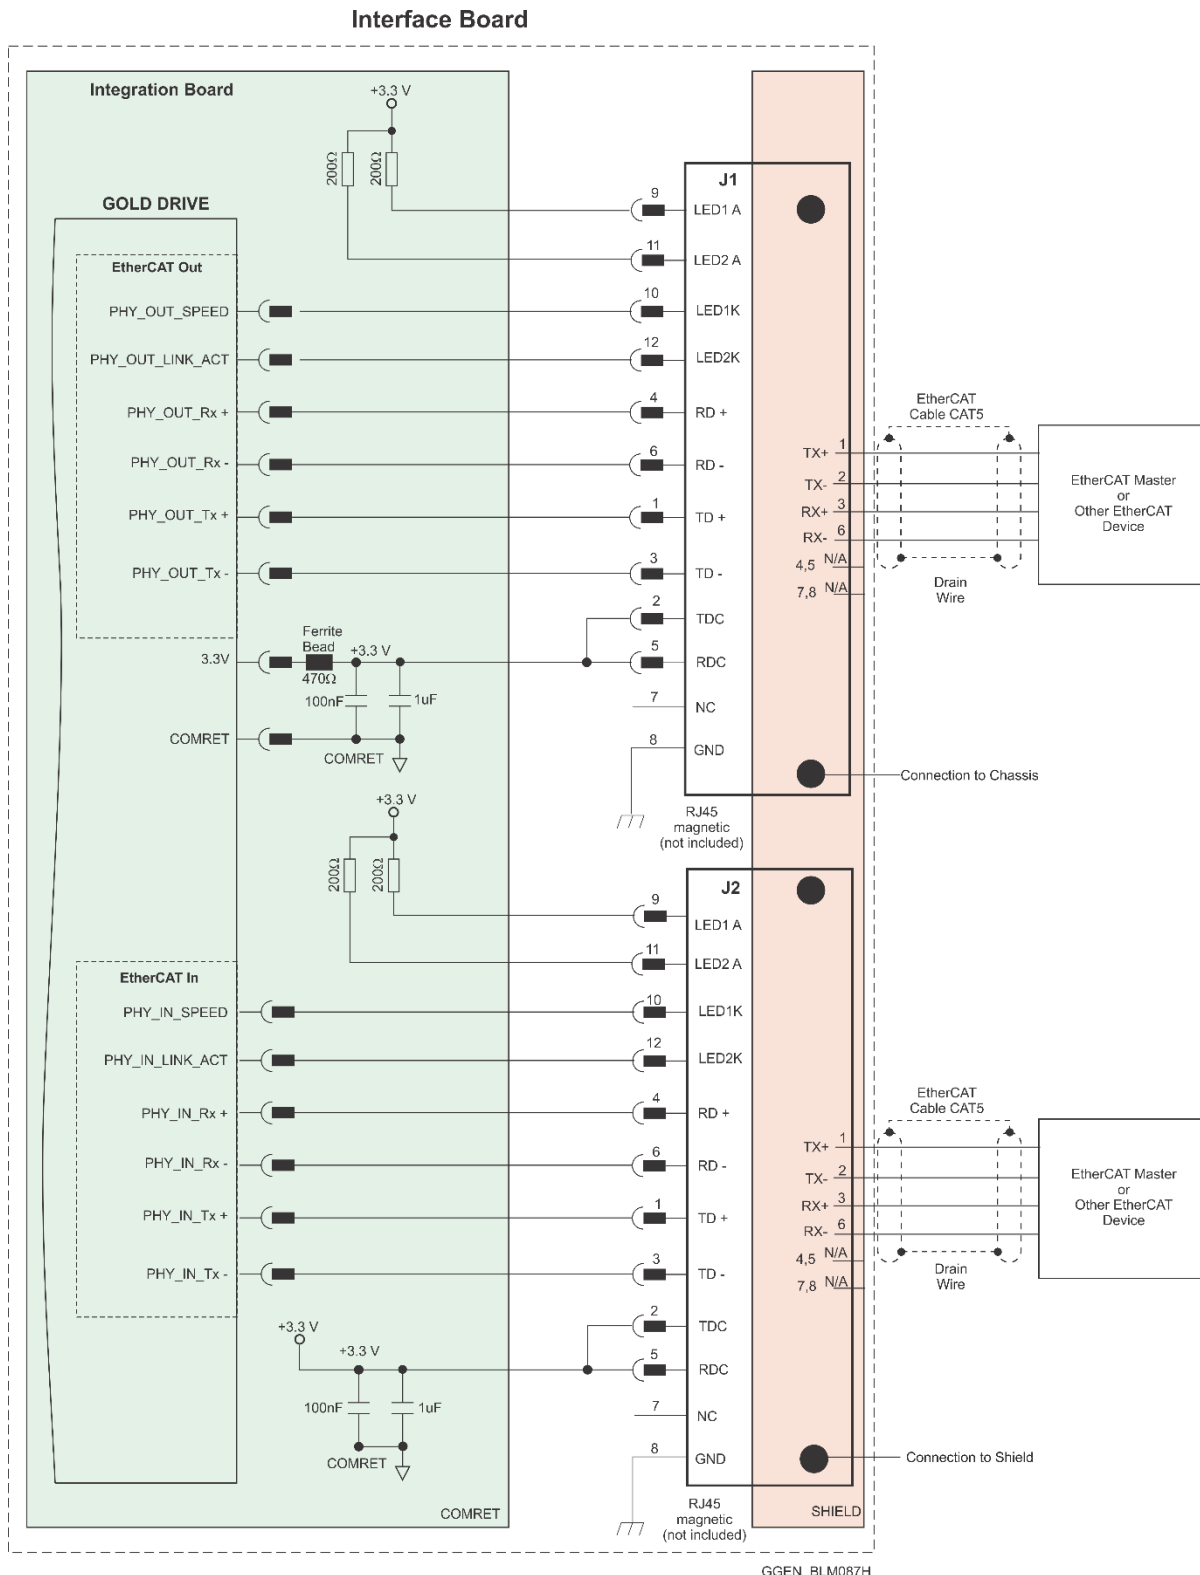 Interface Board
Integration Board
+3.3 V
200Ω
200Ω
GOLD DRIVE
EtherCAT Out
PHY_OUT_SPEED
PHY_OUT_LINK_ACT
PHY_OUT_Rx +
PHY_OUT_Rx -
PHY_OUT_Tx +
PHY_OUT_Tx -
3.3V
Ferrite
Bead
470Ω
+3.3 V
100nF
1uF
COMRET
COMRET
J1
9
LED1 A
11
LED2 A
10
LED1K
12
LED2K
4
RD +
6
RD -
1
TD +
3
TD -
2
TDC
5
RDC
7
NC
8
GND
TX+ 1
TX- 2
RX+ 3
RX- 6
4,5 N/A
7,8 N/A
EtherCAT
Cable CAT5
Drain
Wire
EtherCAT Master
or
Other EtherCAT
Device
Connection to Chassis
RJ45
magnetic
(not included)
+3.3 V
200Ω
200Ω
EtherCAT In
PHY_IN_SPEED
PHY_IN_LINK_ACT
PHY_IN_Rx +
PHY_IN_Rx -
PHY_IN_Tx +
PHY_IN_Tx -
+3.3 V
+3.3 V
100nF
1uF
COMRET
J2
9
LED1 A
11
LED2 A
10
LED1K
12
LED2K
4
RD +
6
RD -
1
TD +
3
TD -
2
TDC
5
RDC
7
NC
8
GND
TX+ 1
TX- 2
RX+ 3
RX- 6
4,5 N/A
7,8 N/A
EtherCAT
Cable CAT5
Drain
Wire
EtherCAT Master
or
Other EtherCAT
Device
Connection to Shield
RJ45
magnetic
(not included)
COMRET
SHIELD
GGEN_BLM087H